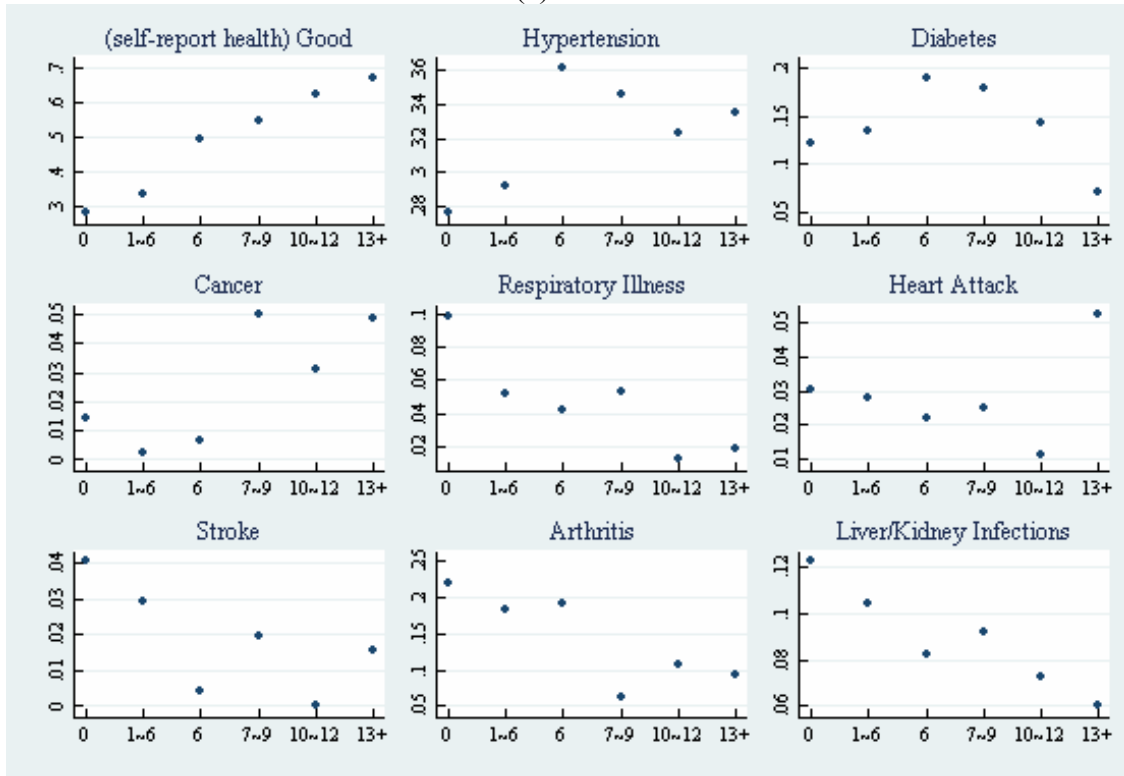 (self-report health) Good
.7
.6
.5
.4
.3
0 1~6 6 7~9 10~12 13+
Hypertension
.36
.34
.32
.3
.28
0 1~6 6 7~9 10~12 13+
Diabetes
.2
.15
.1
.05
0 1~6 6 7~9 10~12 13+
Cancer
.05
.04
.03
.02
.01
0
0 1~6 6 7~9 10~12 13+
Respiratory Illness
.1
.08
.06
.04
.02
0 1~6 6 7~9 10~12 13+
Heart Attack
.05
.04
.03
.02
.01
0 1~6 6 7~9 10~12 13+
Stroke
.04
.03
.02
.01
0
0 1~6 6 7~9 10~12 13+
Arthritis
.25
.2
.15
.1
.05
0 1~6 6 7~9 10~12 13+
Liver/Kidney Infections
.12
.1
.08
.06
0 1~6 6 7~9 10~12 13+